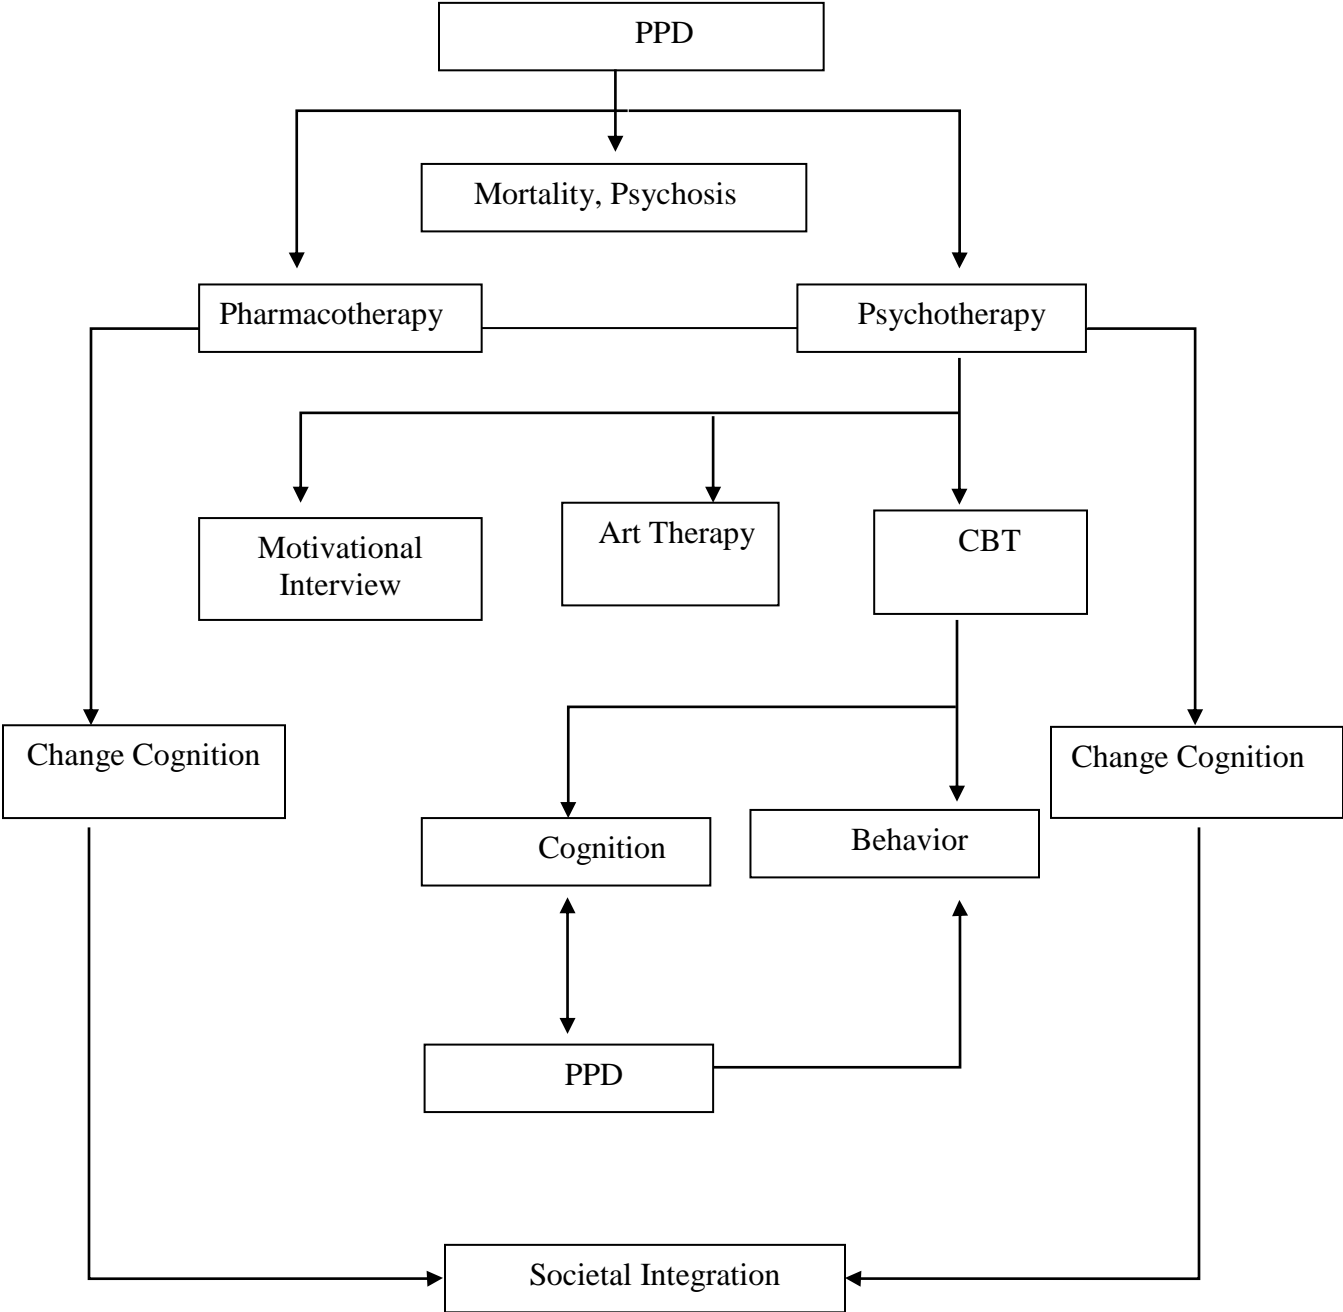 PPD
Mortality, Psychosis
Pharmacotherapy
Psychotherapy
Motivational
Interview
Art Therapy
CBT
Change Cognition
Change Cognition
Cognition
Behavior
PPD
Societal Integration